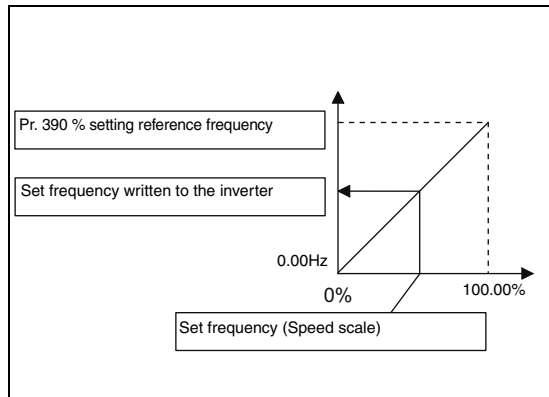 Pr. 390 % setting reference frequency
Set frequency written to the inverter
0.00Hz
0%
100.00%
Set frequency (Speed scale)